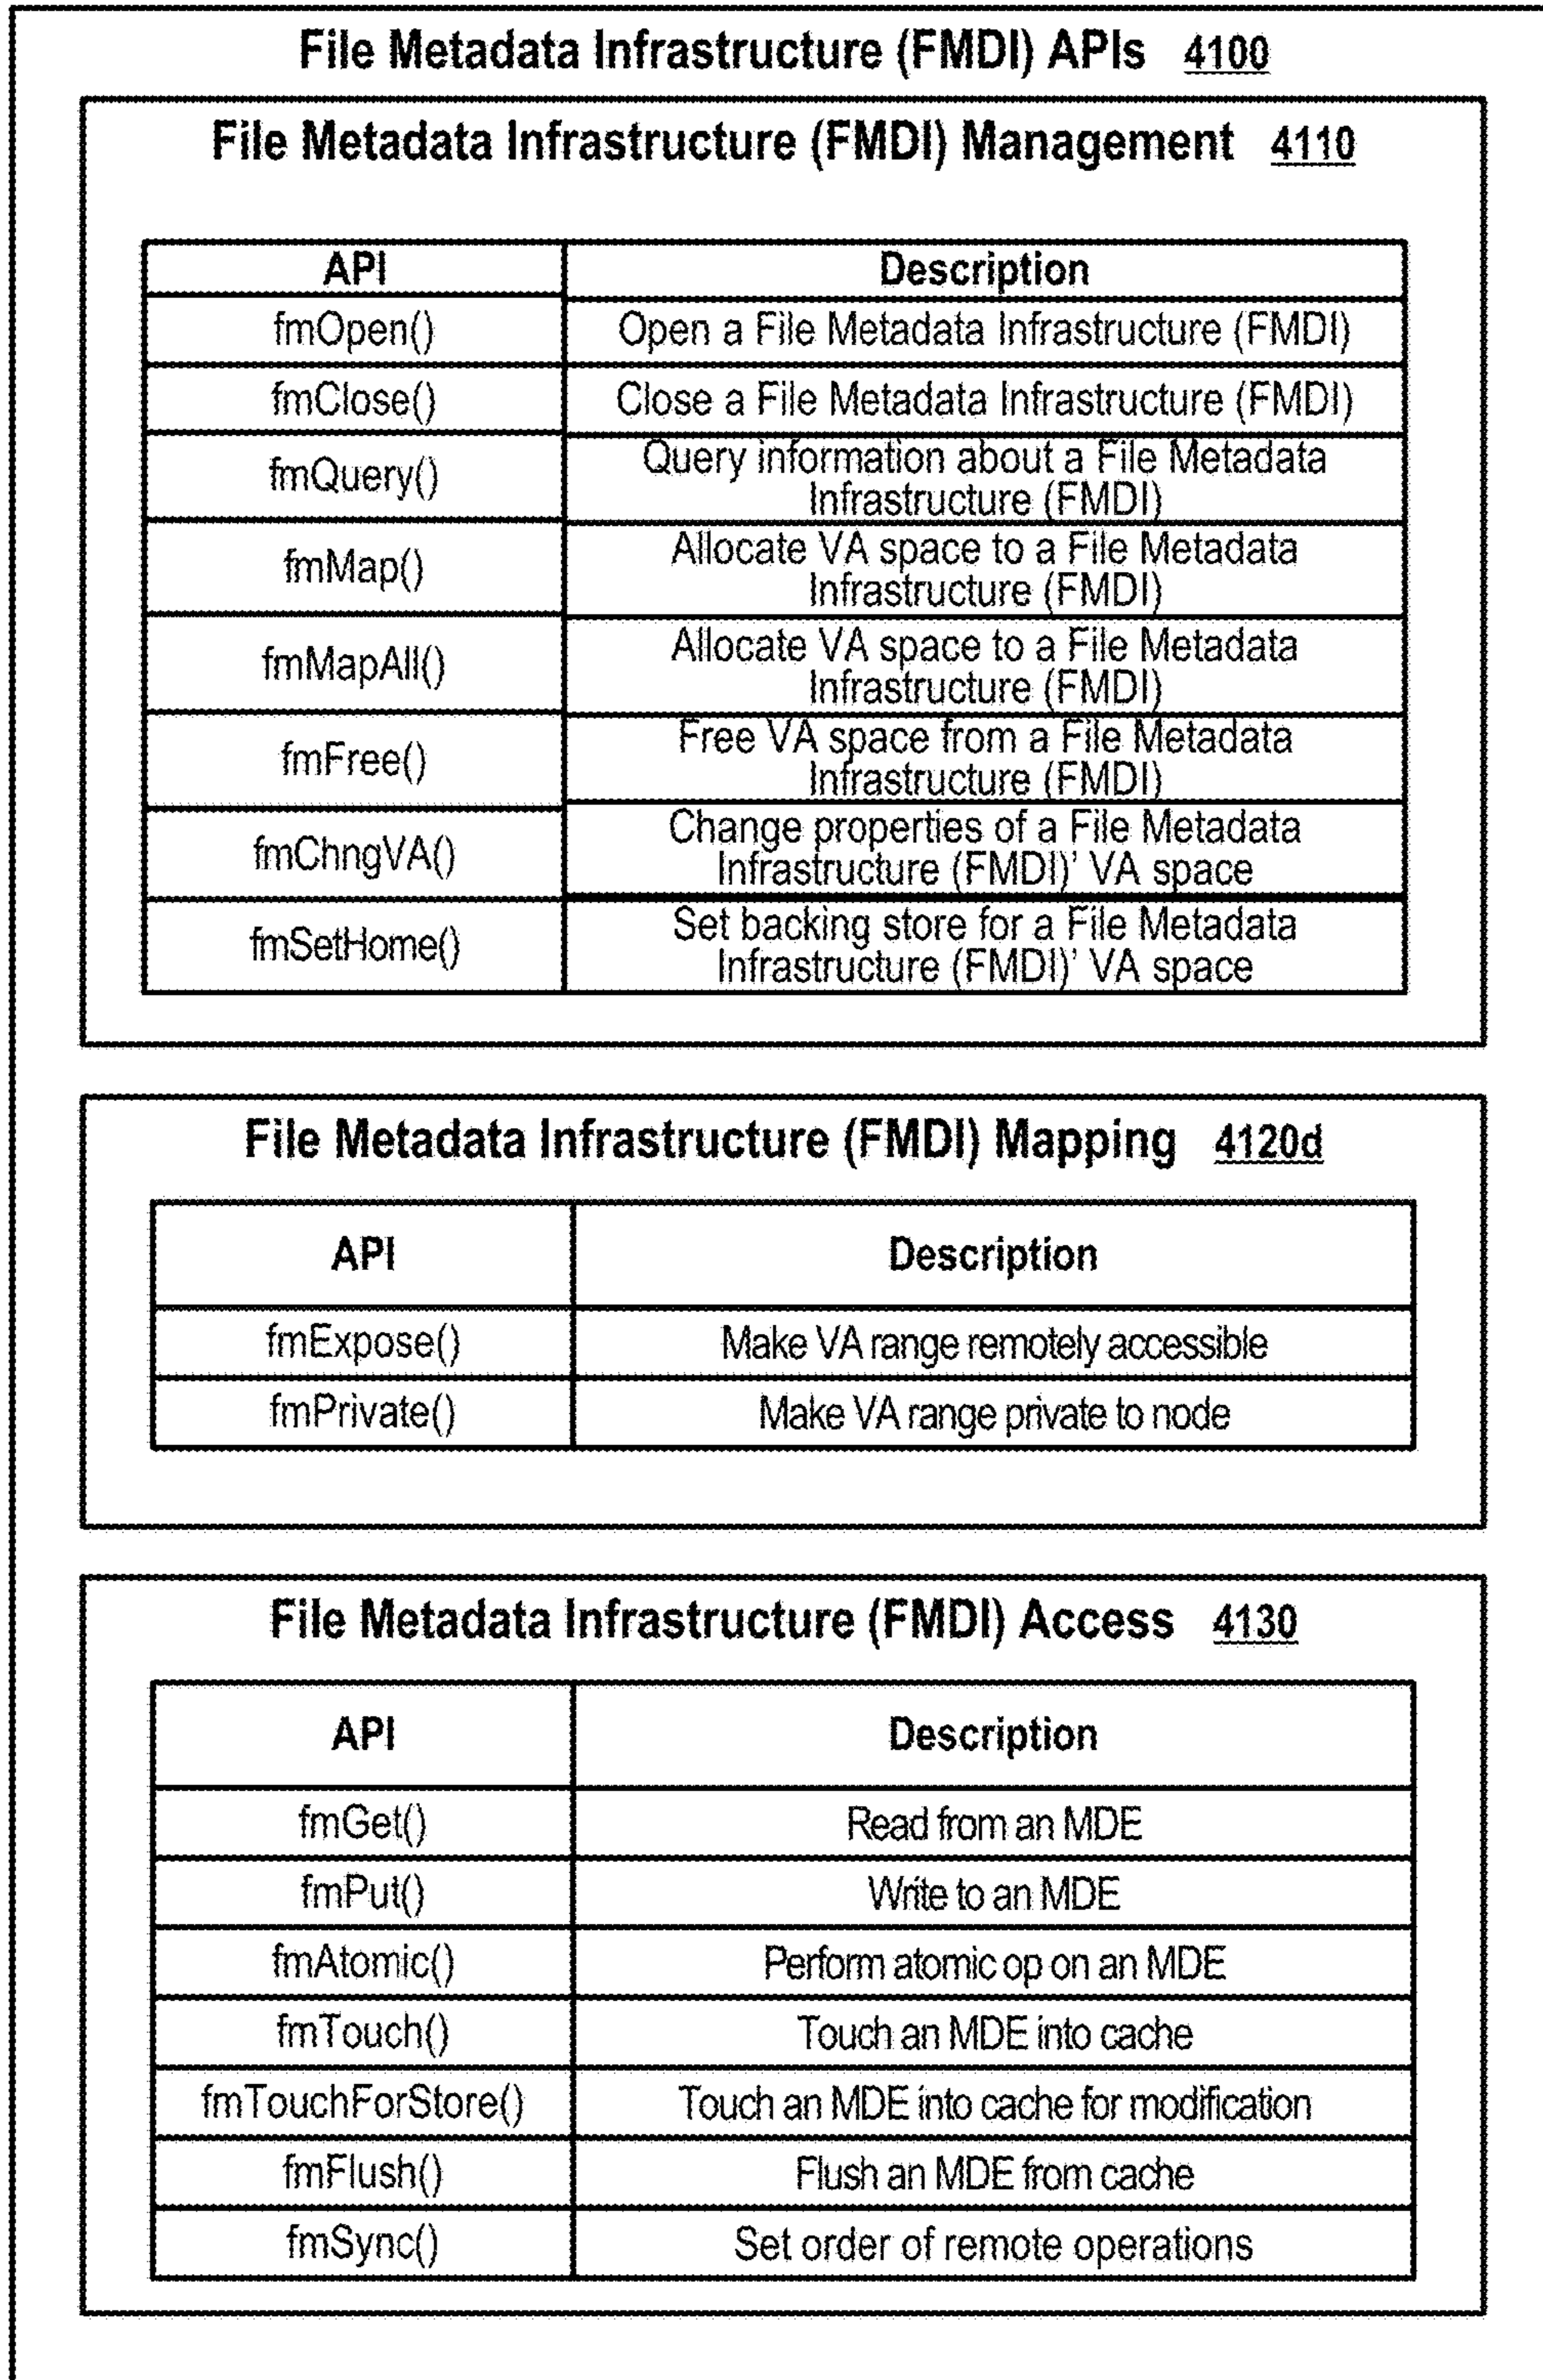 File Metadata Infrastructure (FMDI) APIs 4100
File Metadata Infrastructure (FMDI) Management 4110
API Description
fmOpen() Open a File Metadata Infrastructure (FMDI)
fmClose() Close a File Metadata Infrastructure (FMDI)
fmQuery() Query information about a File Metadata
Infrastructure (FMDI)
fmMap() Allocate VA space to a File Metadata
Infrastructure (FMDI)
fmMapAll() Allocate VA space to a File Metadata
Infrastructure (FMDI)
fmFree() Free VA space from a File Metadata
Infrastructure (FMDI)
fmChngVA() Change properties of a File Metadata
Infrastructure (FMDI)' VA space
fmSetHome() Set backing store for a File Metadata
Infrastructure (FMDI)' VA space
File Metadata Infrastructure (FMDI) Mapping 4120d
API Description
fmExpose() Make VA range remotely accessible
fmPrivate() Make VA range private to node
File Metadata Infrastructure (FMDI) Access 4130
API Description
fmGet() Read from an MDE
fmPut() Write to an MDE
fmAtomic() Perform atomic op on an MDE
fmTouch() Touch an MDE into cache
fmTouchForStore() Touch an MDE into cache for modification
fmFlush() Flush an MDE from cache
fmSync() Set order of remote operations